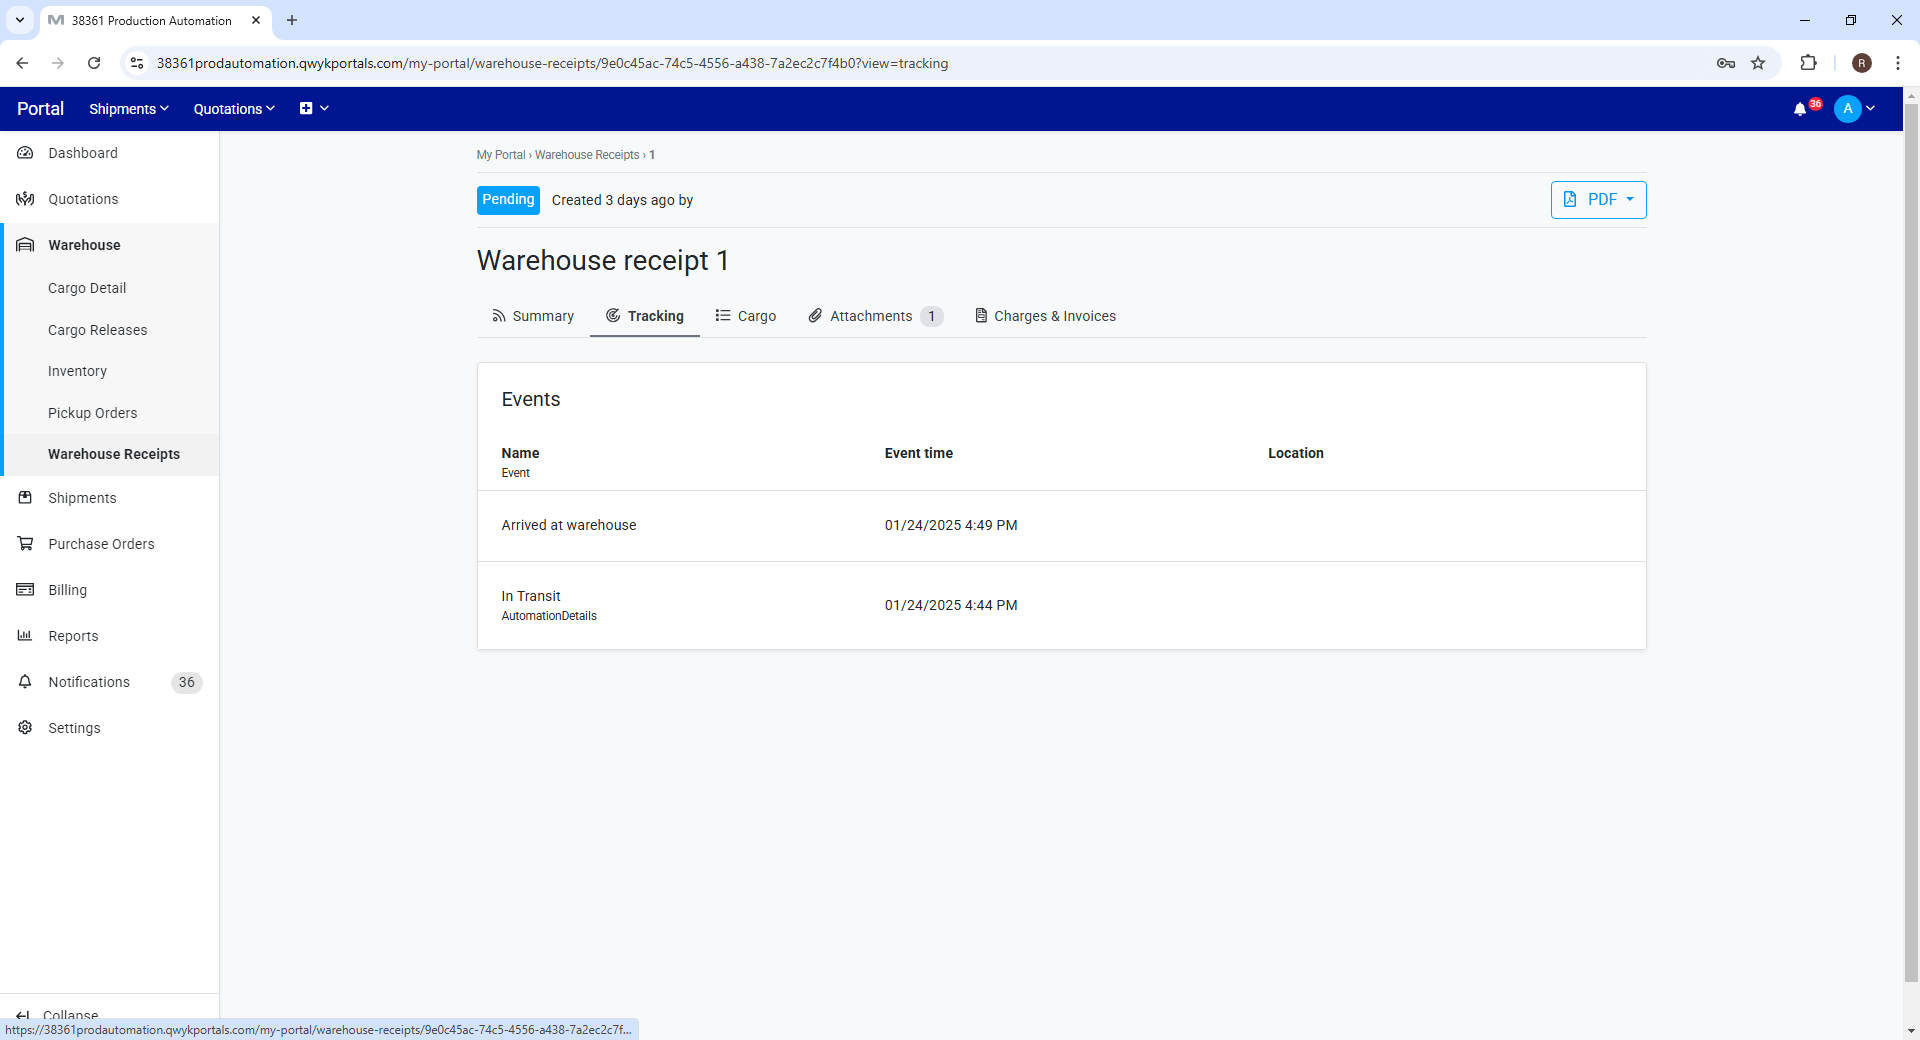 38361 Production Automation
38361prodautomation.qwykportals.com/my-portal/warehouse-receipts/9e0c45ac-74c5-4556-a438-7a2ec2c7f4b0?view=tracking
R
Portal
Shipments
Quotations
36
A
Dashboard
Quotations
Warehouse
Cargo Detail
Cargo Releases
Inventory
Pickup Orders
Warehouse Receipts
Shipments
Purchase Orders
Billing
Reports
Notifications 36
Settings
Collapse
My Portal › Warehouse Receipts › 1
Pending Created 3 days ago by
PDF
Warehouse receipt 1
Summary Tracking Cargo Attachments 1 Charges & Invoices
Events
Name Event time Location
Event
Arrived at warehouse 01/24/2025 4:49 PM
In Transit 01/24/2025 4:44 PM
AutomationDetails
https://38361prodautomation.qwykportals.com/my-portal/warehouse-receipts/9e0c45ac-74c5-4556-a438-7a2ec2c7f...